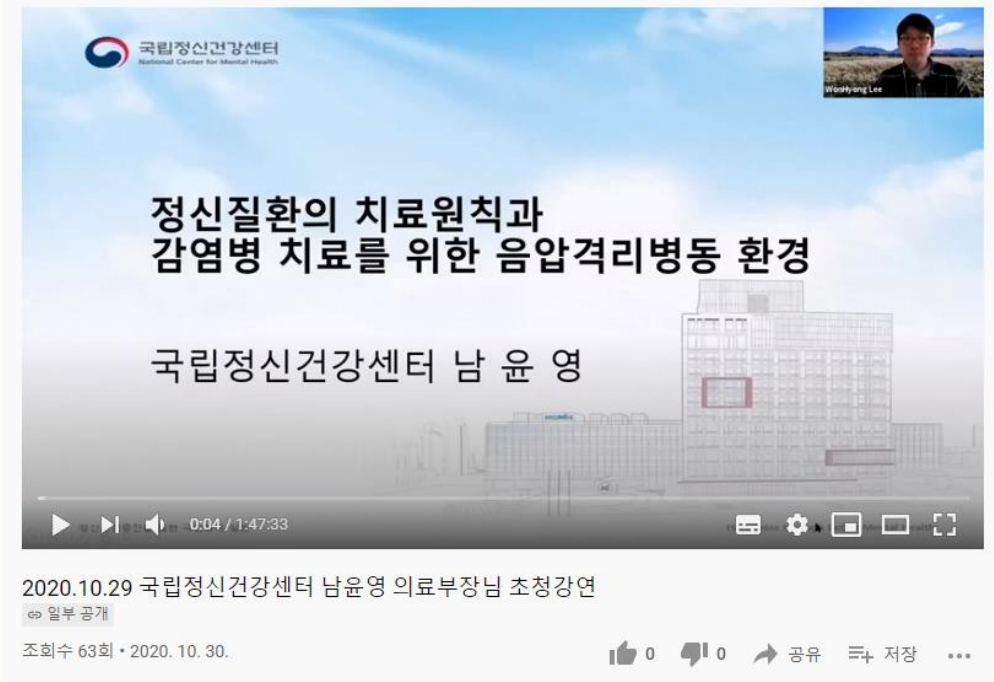 국립정신건강센터
National Center for Mental Health
WonHyong Lee
정신질환의 치료원칙과
감염병 치료를 위한 음압격리병동 환경
국립정신건강센터 남 윤 영
0:04 / 1:47:33
2020.10.29 국립정신건강센터 남윤영 의료부장님 초청강연
일부 공개
조회수 63회 • 2020. 10. 30.
0 0 공유 저장